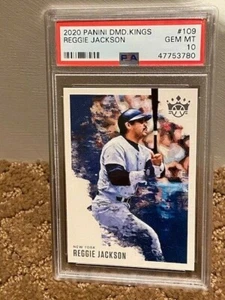 2020 PANINI DMD.KINGS #109
REGGIE JACKSON GEM MT
10
PSA 47753780
NEW YORK
REGGIE JACKSON